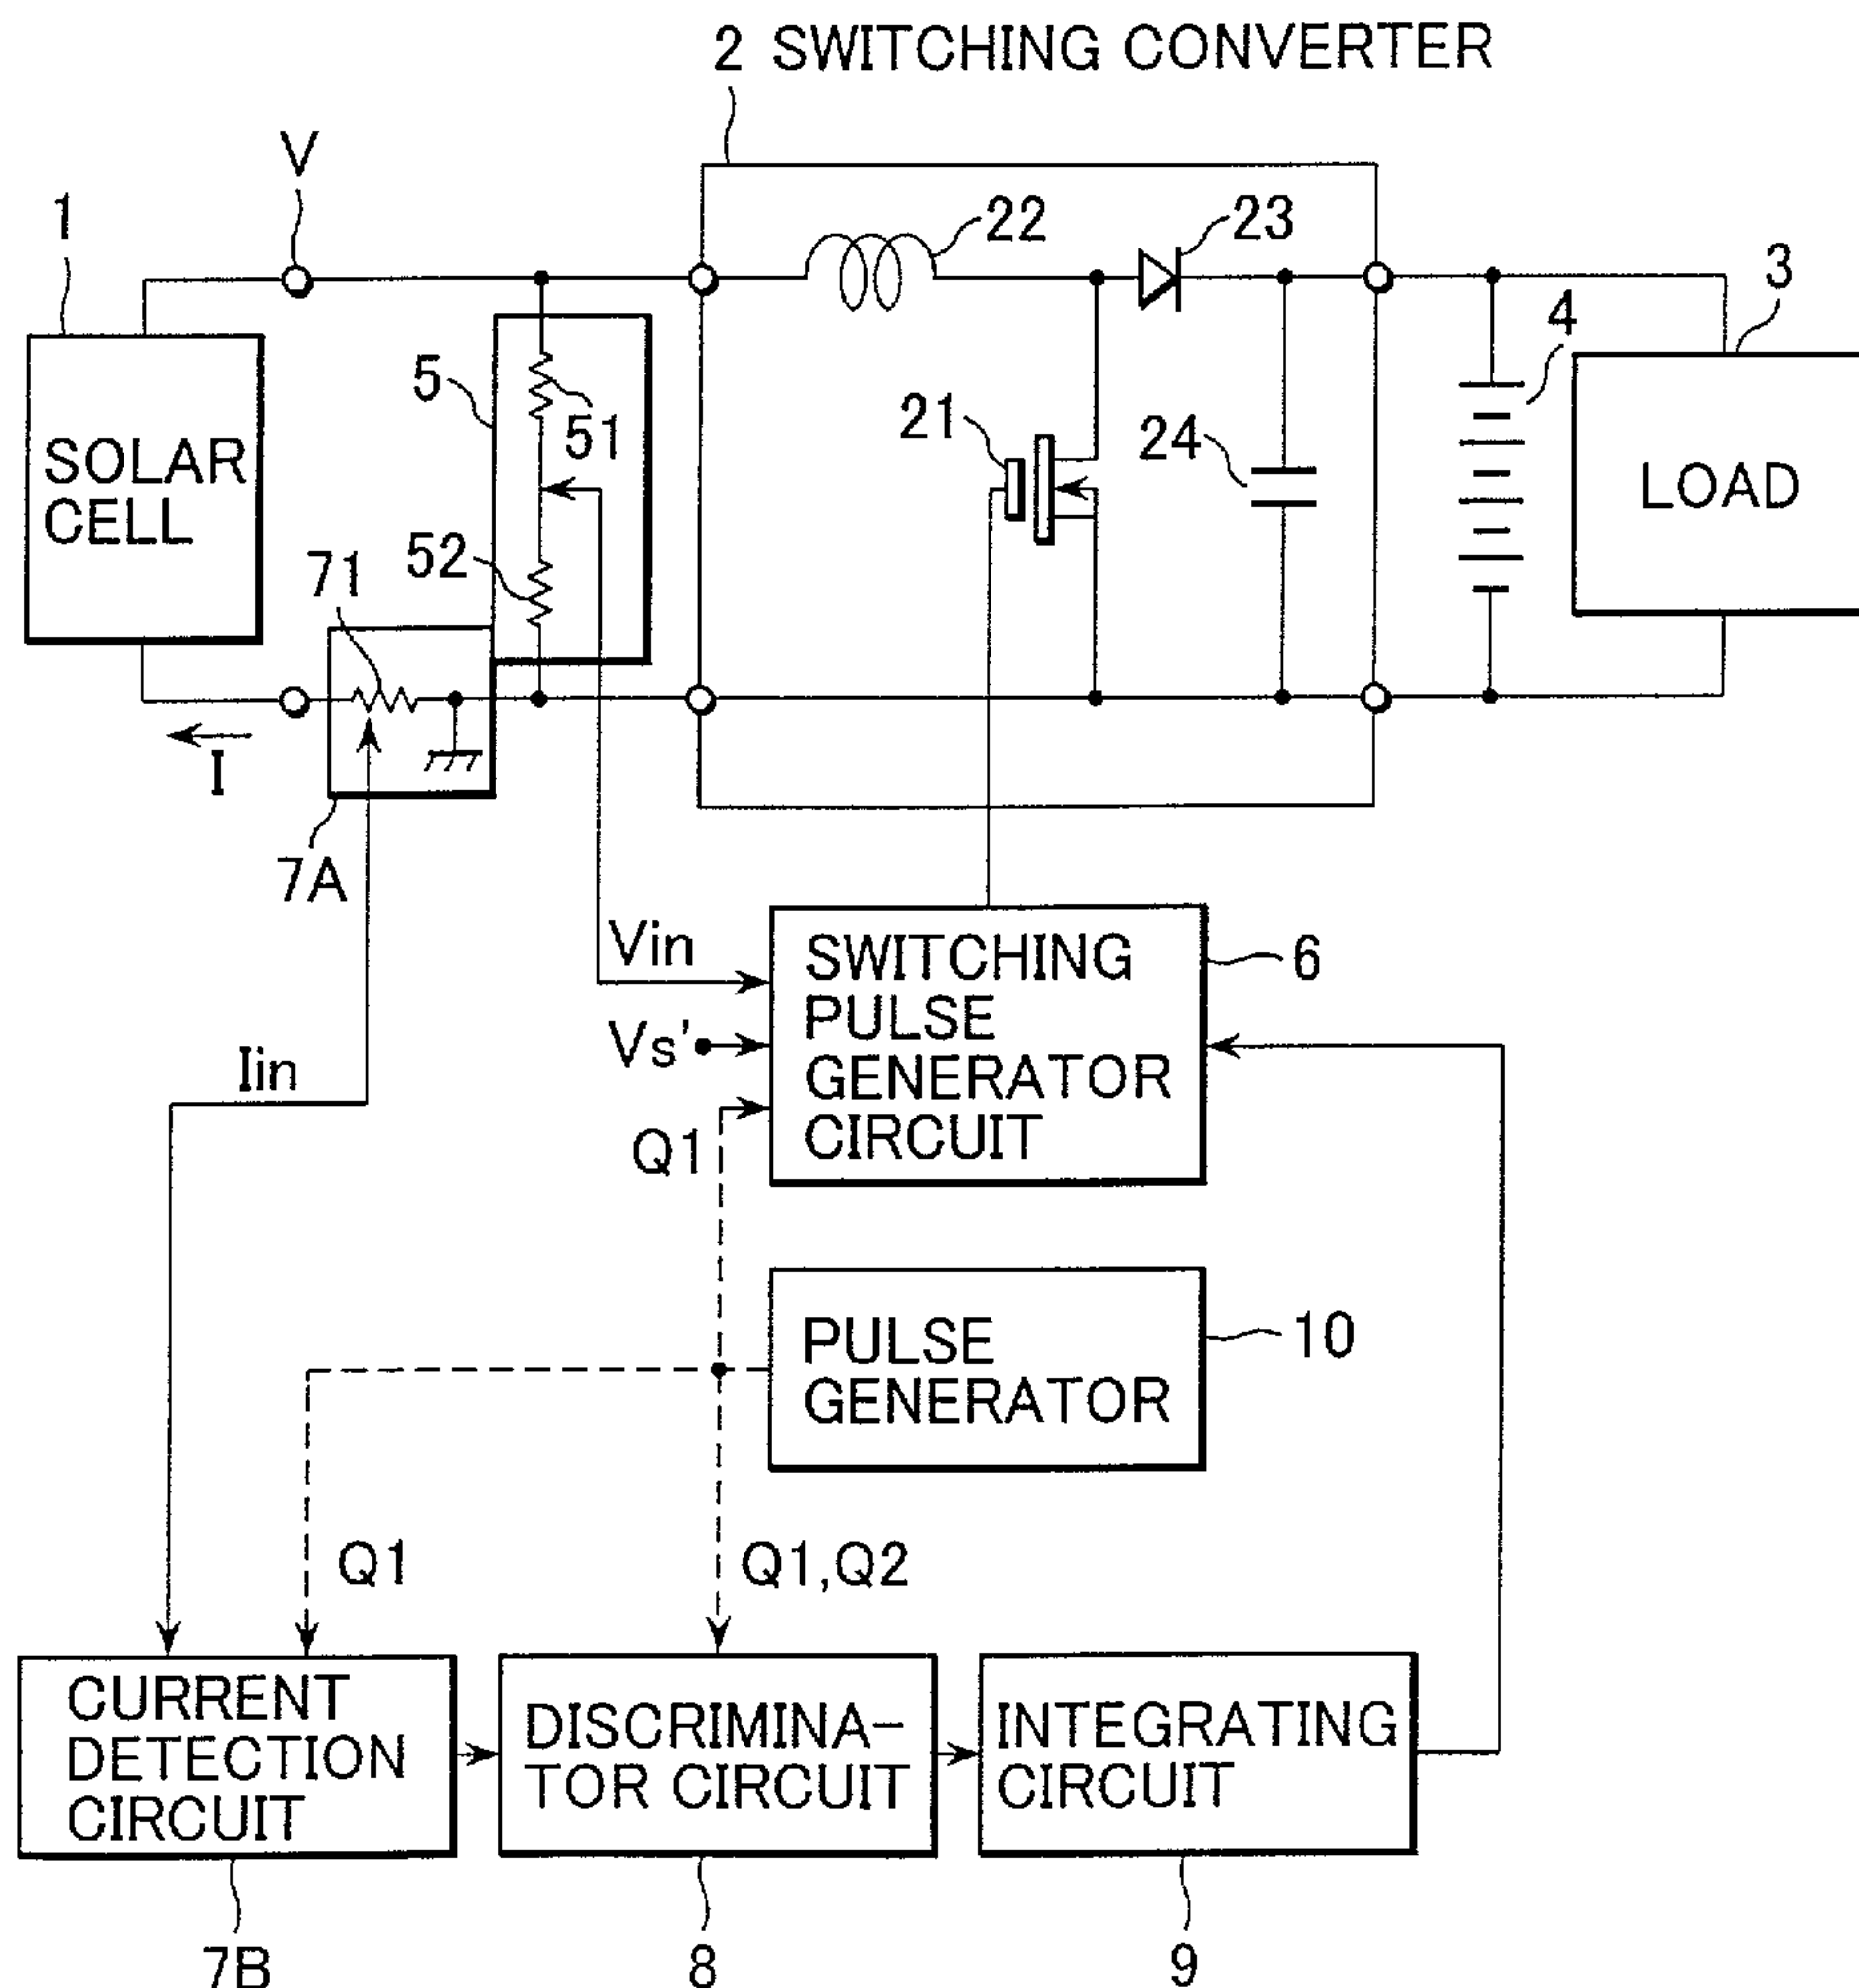 2 SWITCHING CONVERTER
V
1
22
23
3
4
5
51
21
24
SOLAR
CELL
LOAD
52
71
I
7A
Vin
SWITCHING
PULSE
GENERATOR
CIRCUIT
6
Vs'
Iin
Q1
PULSE
GENERATOR
10
Q1
Q1,Q2
CURRENT
DETECTION
CIRCUIT
DISCRIMINA-
TOR CIRCUIT
INTEGRATING
CIRCUIT
7B
8
9